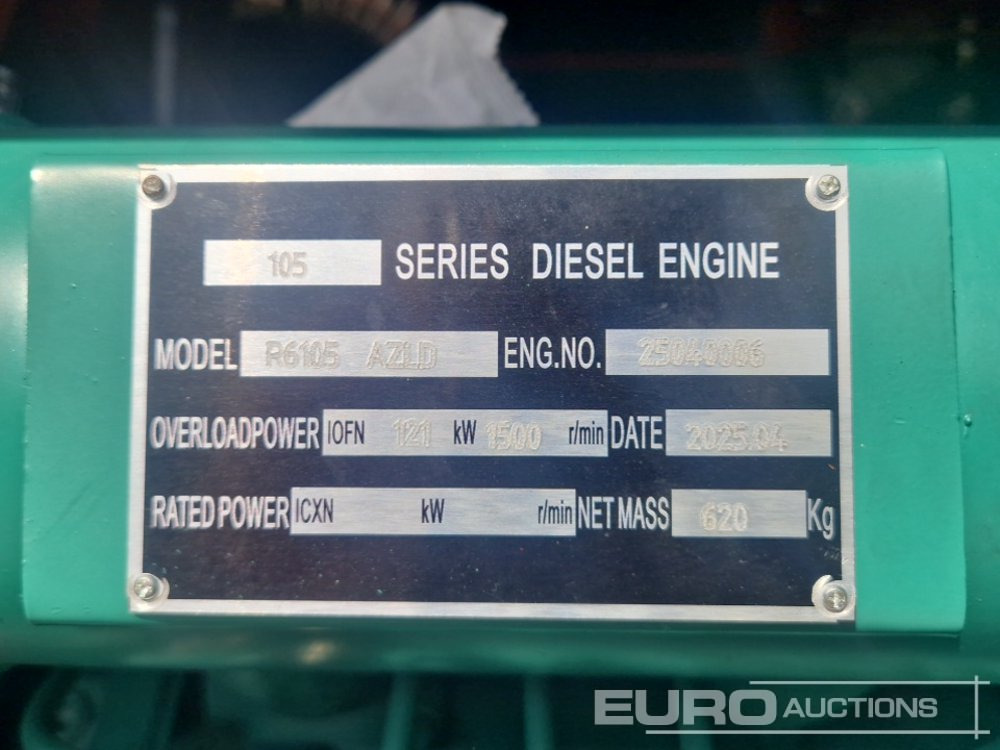 105 SERIES DIESEL ENGINE
MODEL R6105 AZLD ENG.NO. 25040006
OVERLOADPOWER IOFN 121 kW 1500 r/min DATE 2025.04
RATED POWER ICXN kW r/min NET MASS 620 Kg
EURO AUCTIONS